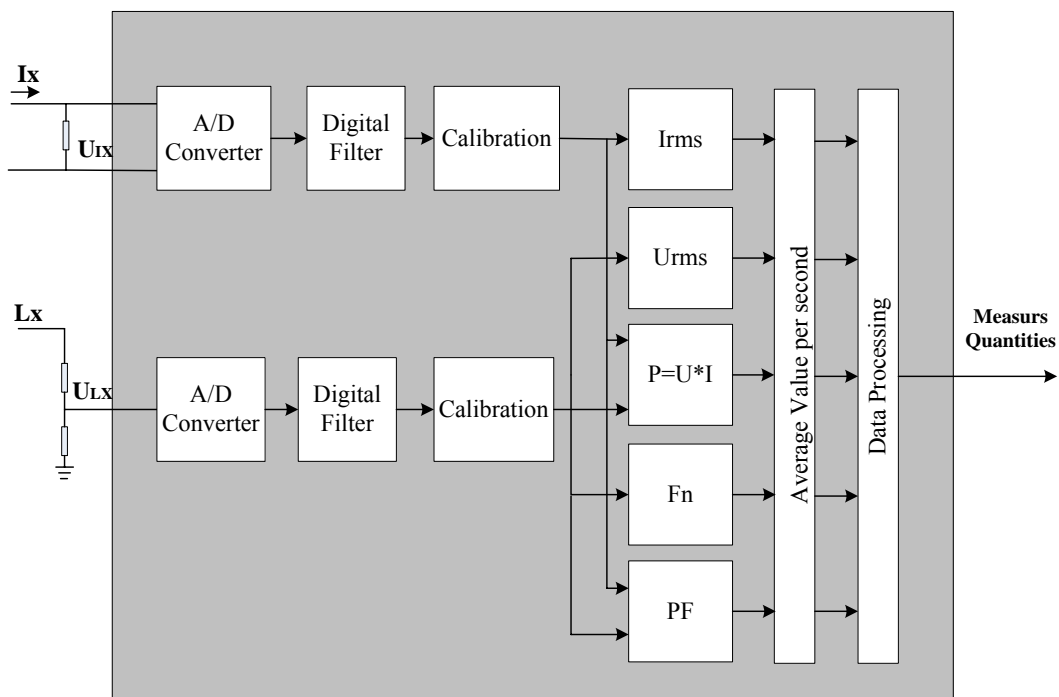 Ix
UIX
A/D
Converter
Digital
Filter
Calibration
Irms
Urms
P=U*I
Fn
PF
Average Value per second
Data Processing
Lx
ULX
A/D
Converter
Digital
Filter
Calibration
Measurs
Quantities